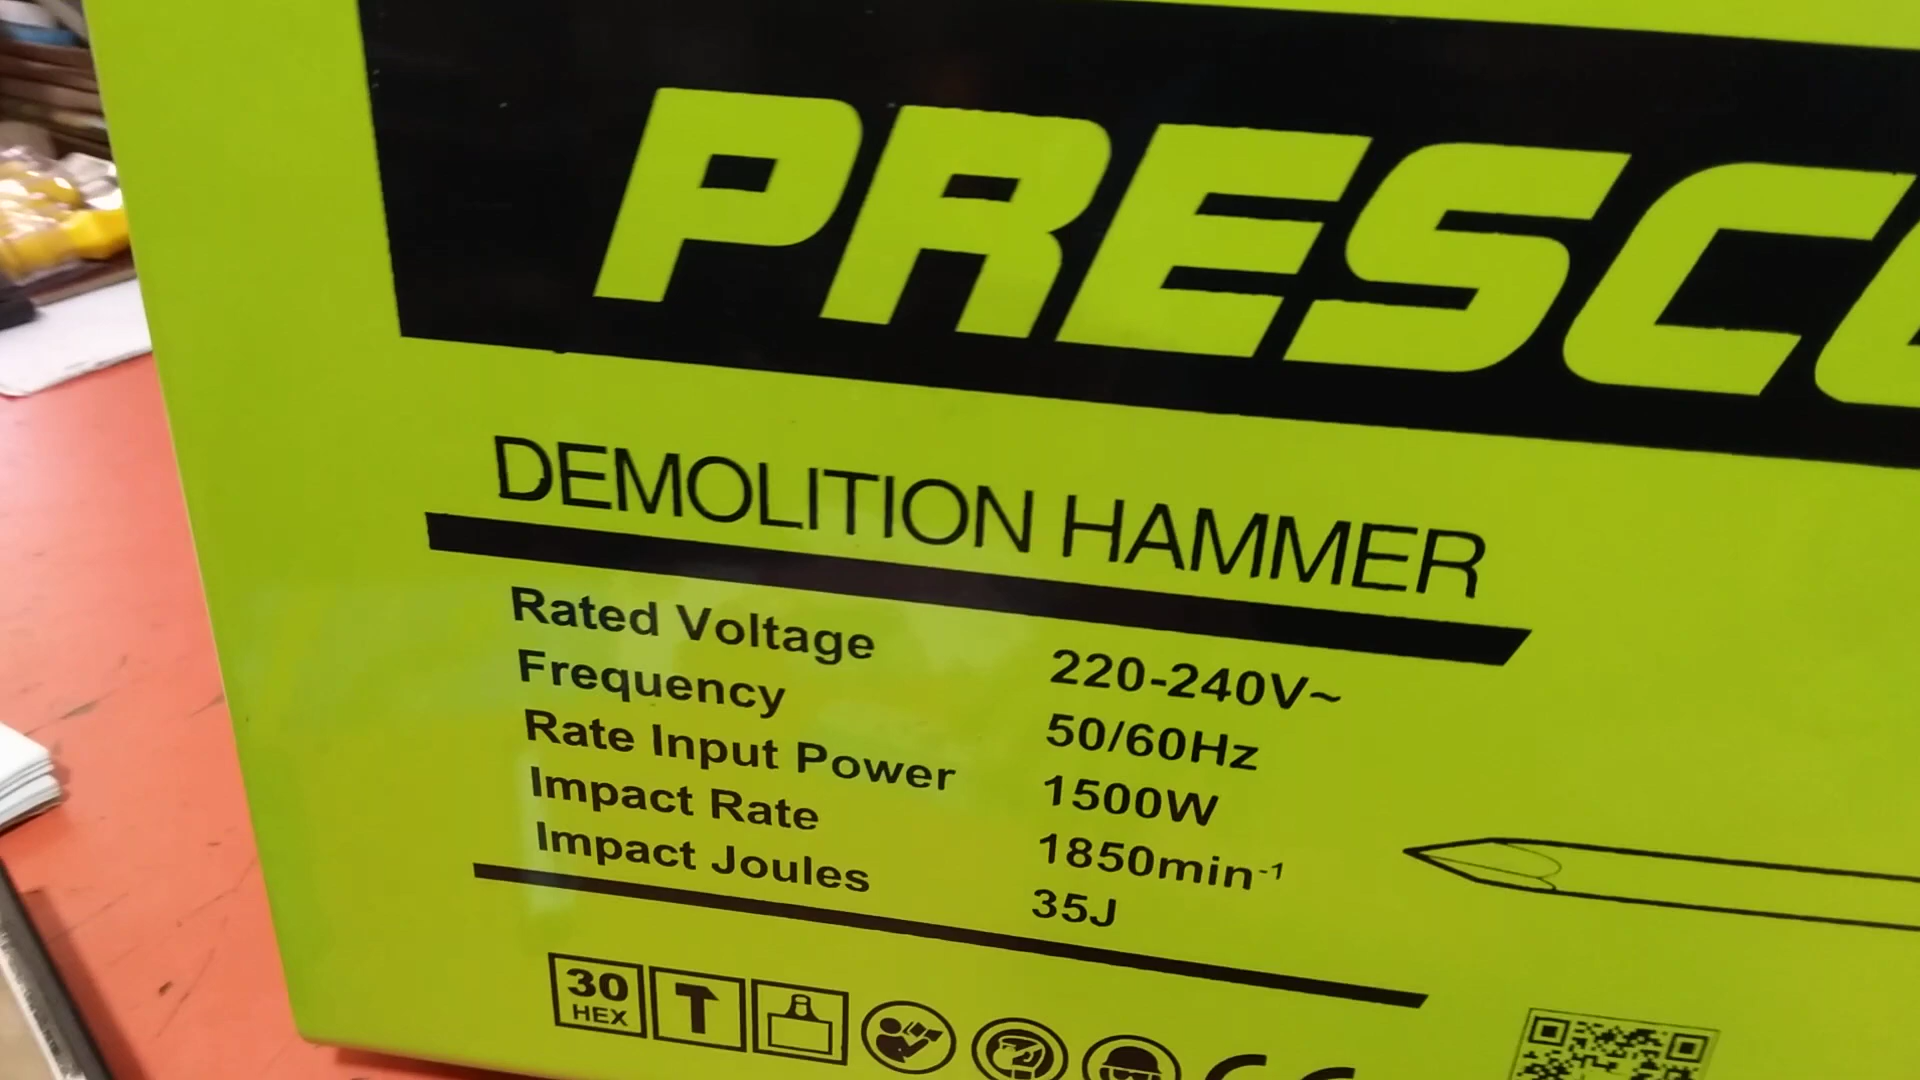 PRESC
DEMOLITION HAMMER
Rated Voltage 220-240V~
Frequency 50/60Hz
Rate Input Power 1500W
Impact Rate 1850min-1
Impact Joules 35J
30
HEX
CE